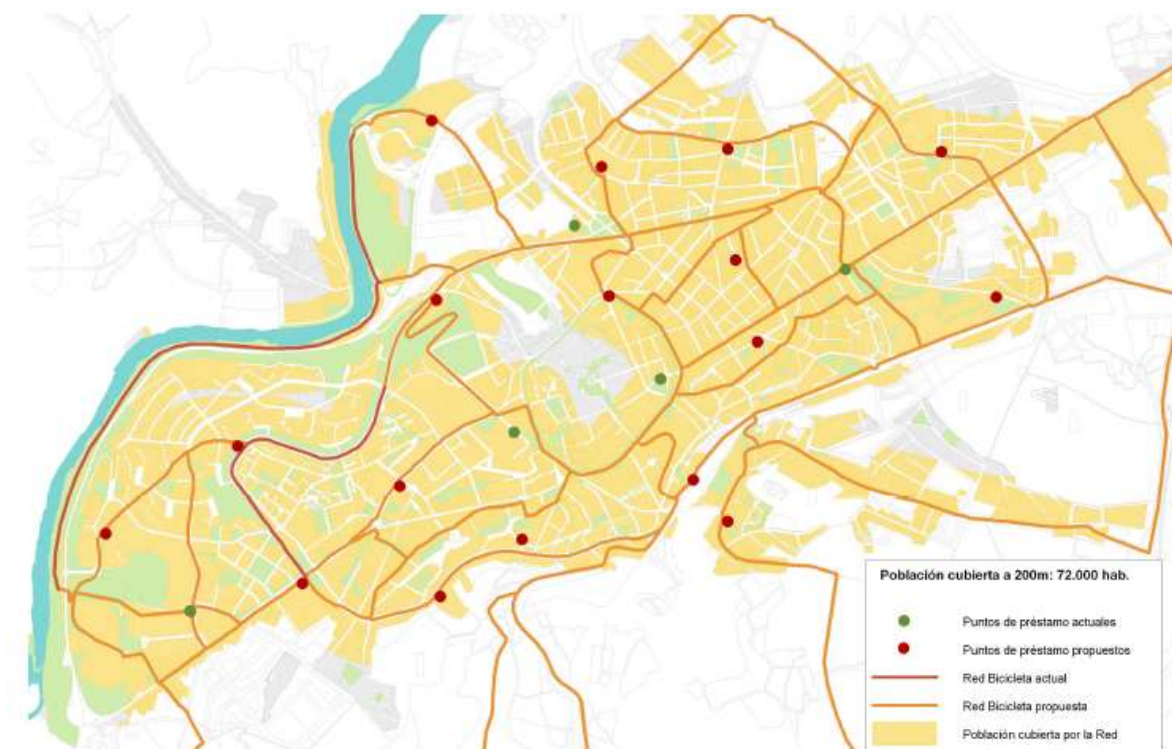 Población cubierta a 200m: 72.000 hab.
Puntos de préstamo actuales
Puntos de préstamo propuestos
Red Bicicleta actual
Red Bicicleta propuesta
Población cubierta por la Red